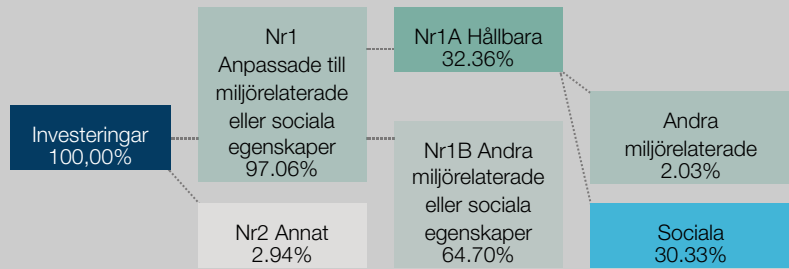 Investeringar
100,00%
Nr1
Anpassade till
miljörelaterade
eller sociala
egenskaper
97.06%
Nr2 Annat
2.94%
Nr1A Hållbara
32.36%
Nr1B Andra
miljörelaterade
eller sociala
egenskaper
64.70%
Andra
miljörelaterade
2.03%
Sociala
30.33%